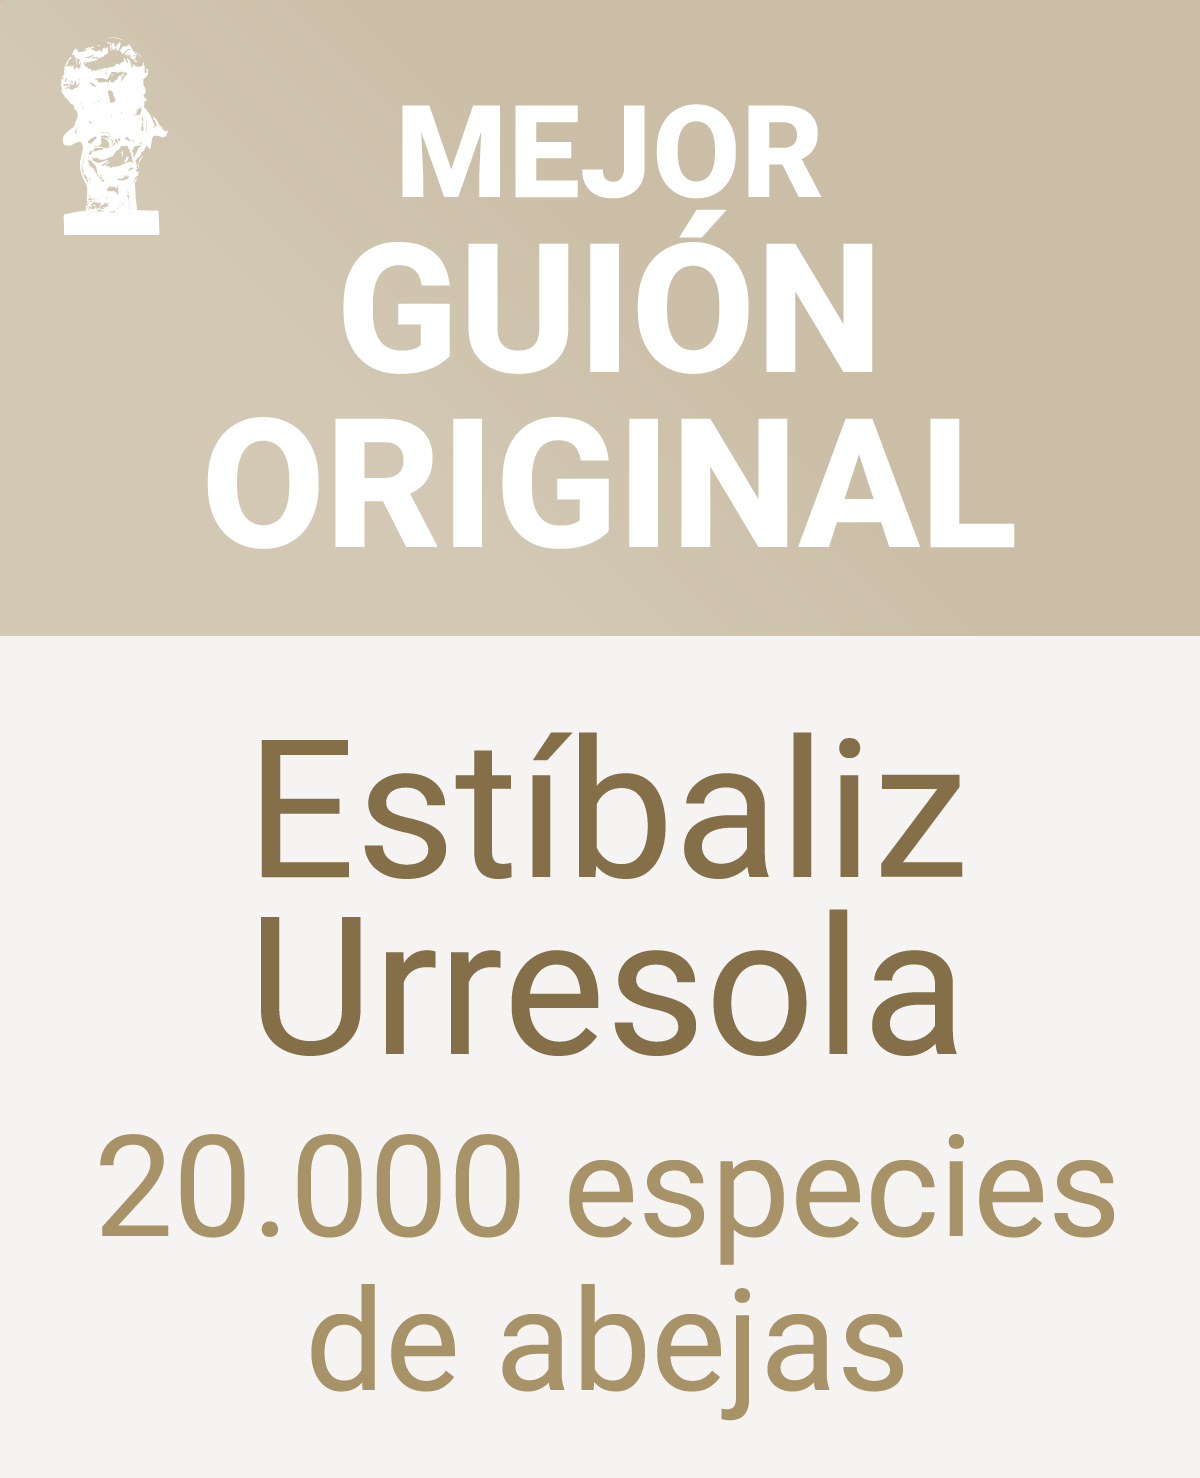 MEJOR
GUIÓN
ORIGINAL
Estíbaliz
Urresola
20.000 especies
de abejas